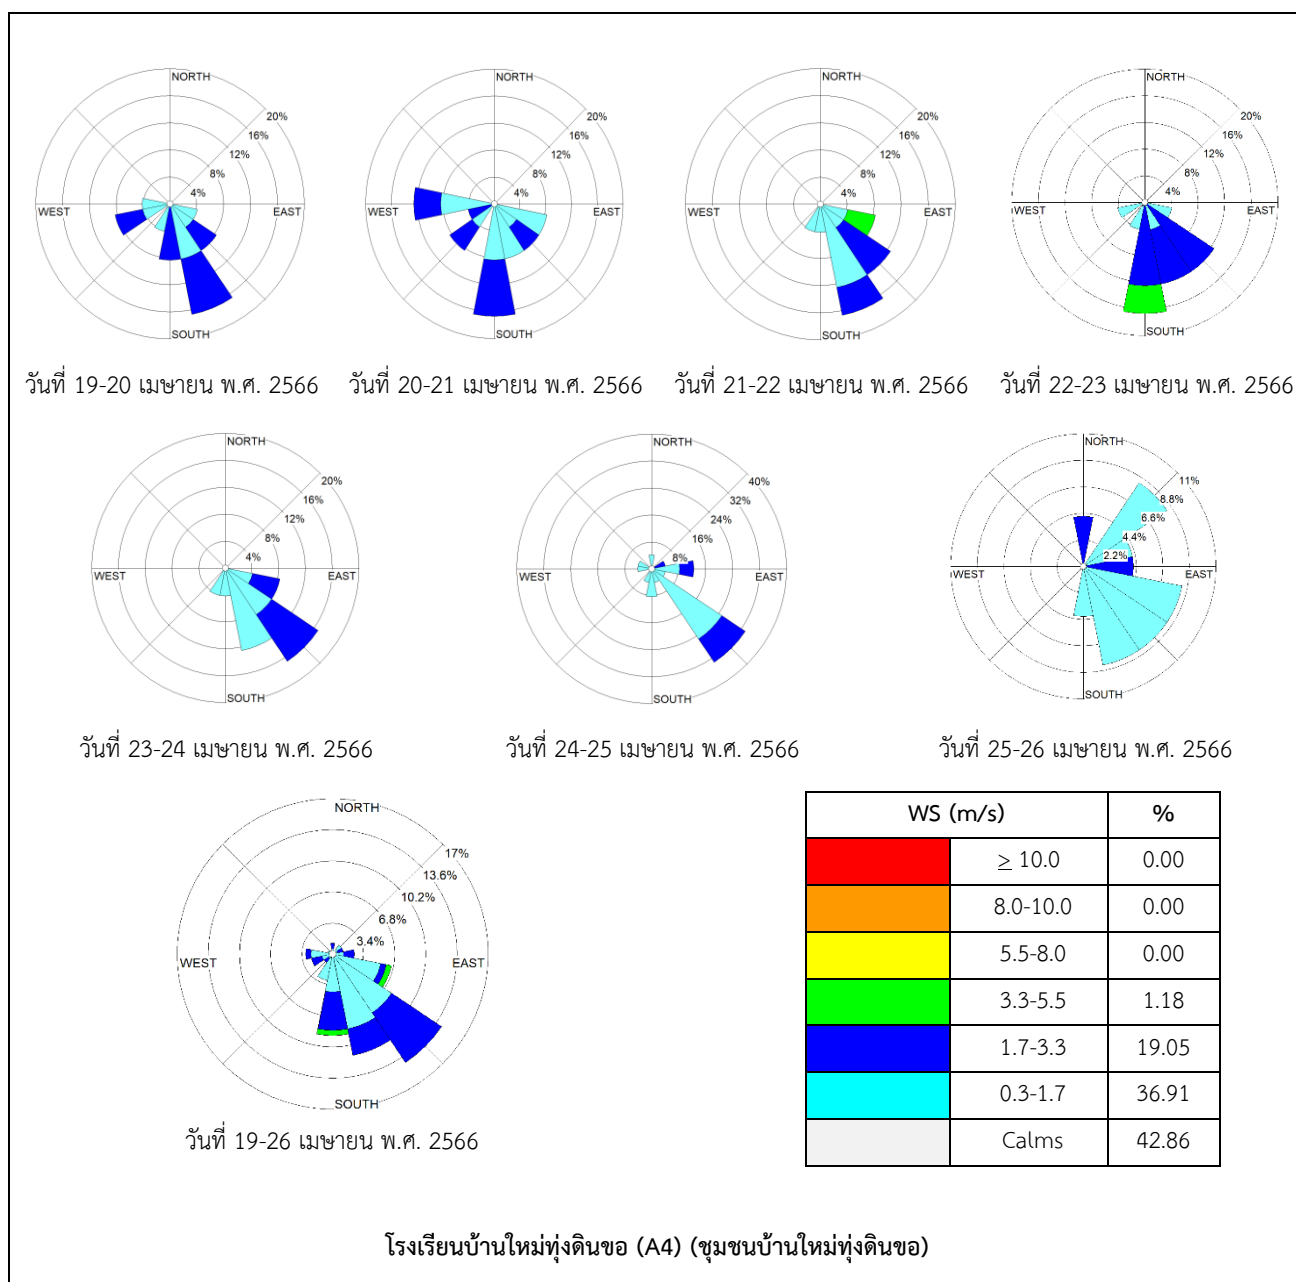 NORTH
20%
16%
12%
8%
4%
WEST
EAST
SOUTH
วันที่ 19-20 เมษายน พ.ศ. 2566
NORTH
20%
16%
12%
8%
4%
WEST
EAST
SOUTH
วันที่ 20-21 เมษายน พ.ศ. 2566
NORTH
20%
16%
12%
8%
4%
WEST
EAST
SOUTH
วันที่ 21-22 เมษายน พ.ศ. 2566
NORTH
20%
16%
12%
8%
4%
WEST
EAST
SOUTH
วันที่ 22-23 เมษายน พ.ศ. 2566
NORTH
20%
16%
12%
8%
4%
WEST
EAST
SOUTH
วันที่ 23-24 เมษายน พ.ศ. 2566
NORTH
40%
32%
24%
16%
8%
WEST
EAST
SOUTH
วันที่ 24-25 เมษายน พ.ศ. 2566
NORTH
11%
8.8%
6.6%
4.4%
2.2%
WEST
EAST
SOUTH
วันที่ 25-26 เมษายน พ.ศ. 2566
NORTH
17%
13.6%
10.2%
6.8%
3.4%
WEST
EAST
SOUTH
วันที่ 19-26 เมษายน พ.ศ. 2566
WS (m/s) %
≥ 10.0 0.00
8.0-10.0 0.00
5.5-8.0 0.00
3.3-5.5 1.18
1.7-3.3 19.05
0.3-1.7 36.91
Calms 42.86
โรงเรียนบ้านใหม่ทุ่งดินขอ (A4) (ชุมชนบ้านใหม่ทุ่งดินขอ)